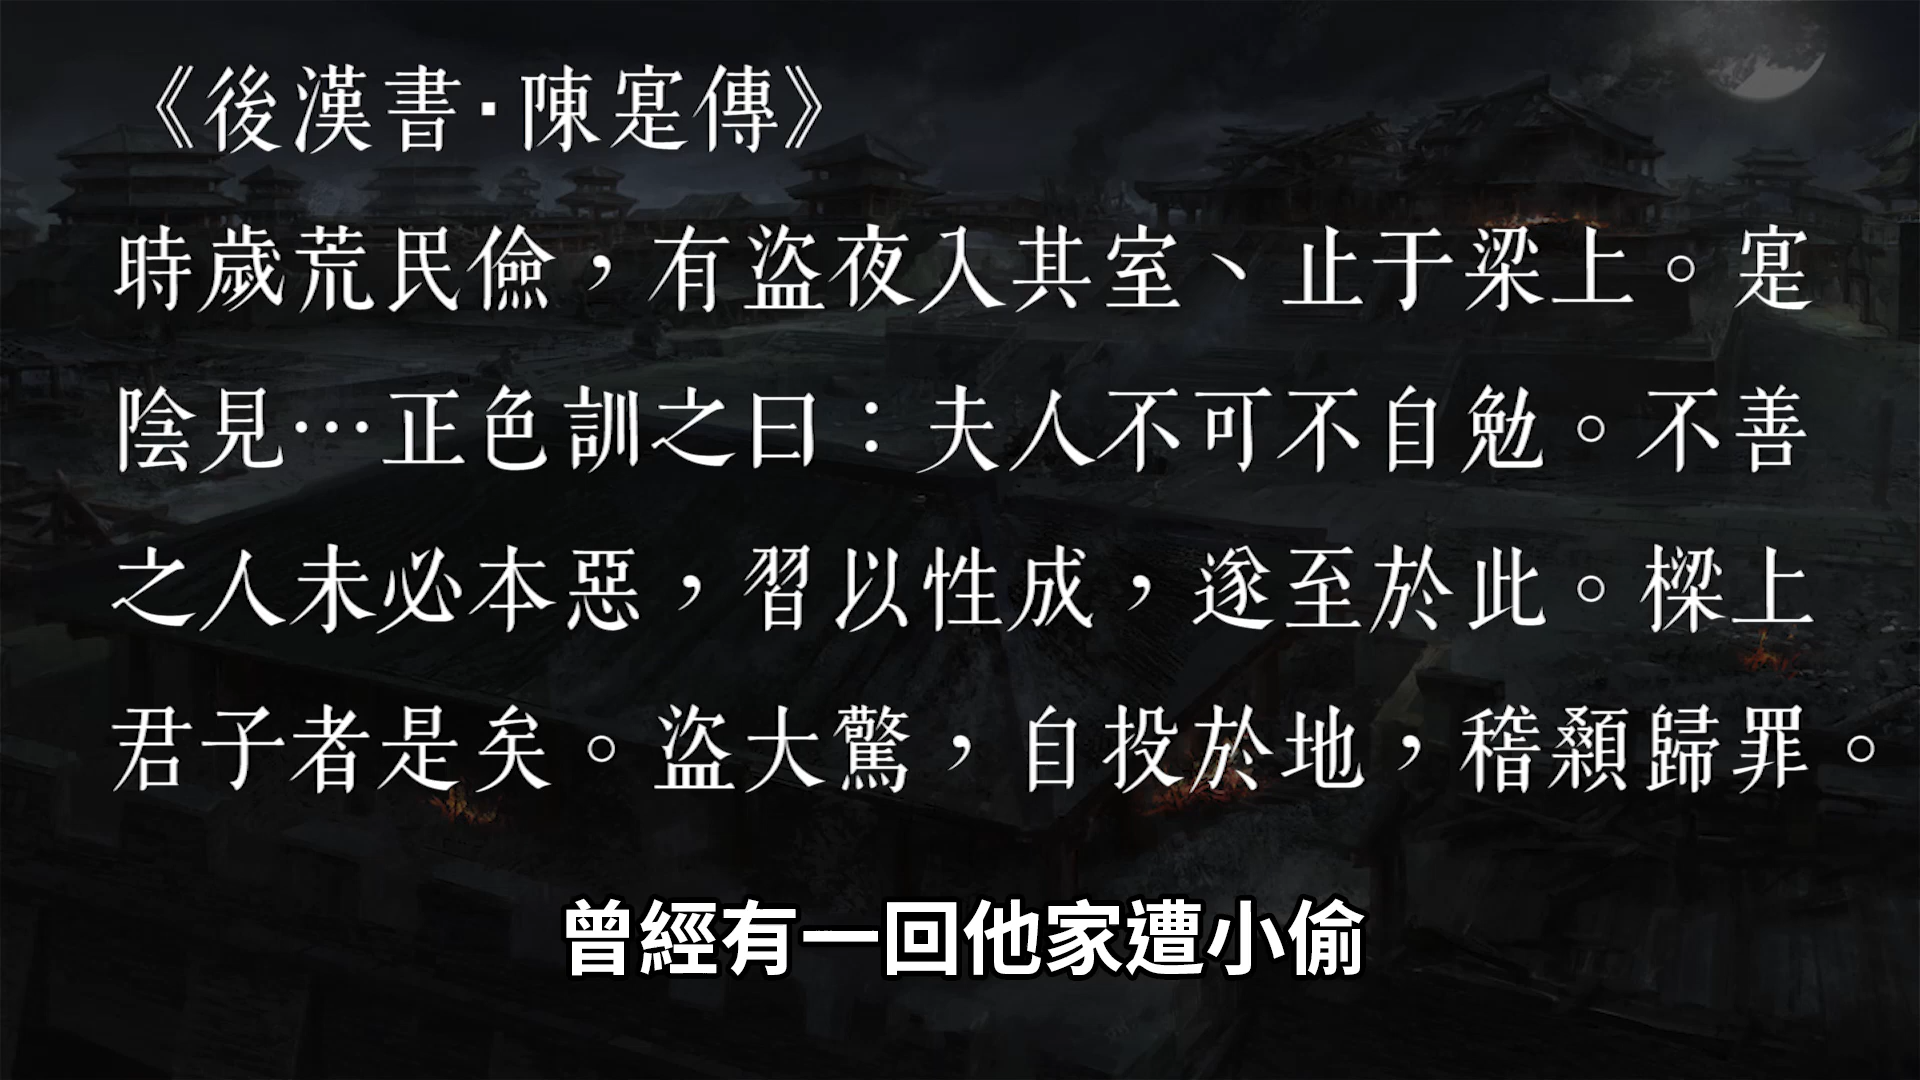 《後漢書·陳寔傳》
時歲荒民儉，有盜夜入其室、止于梁上。寔
陰見…正色訓之曰：夫人不可不自勉。不善
之人未必本惡，習以性成，遂至於此。樑上
君子者是矣。盜大驚，自投於地，稽顙歸罪。
曾經有一回他家遭小偷